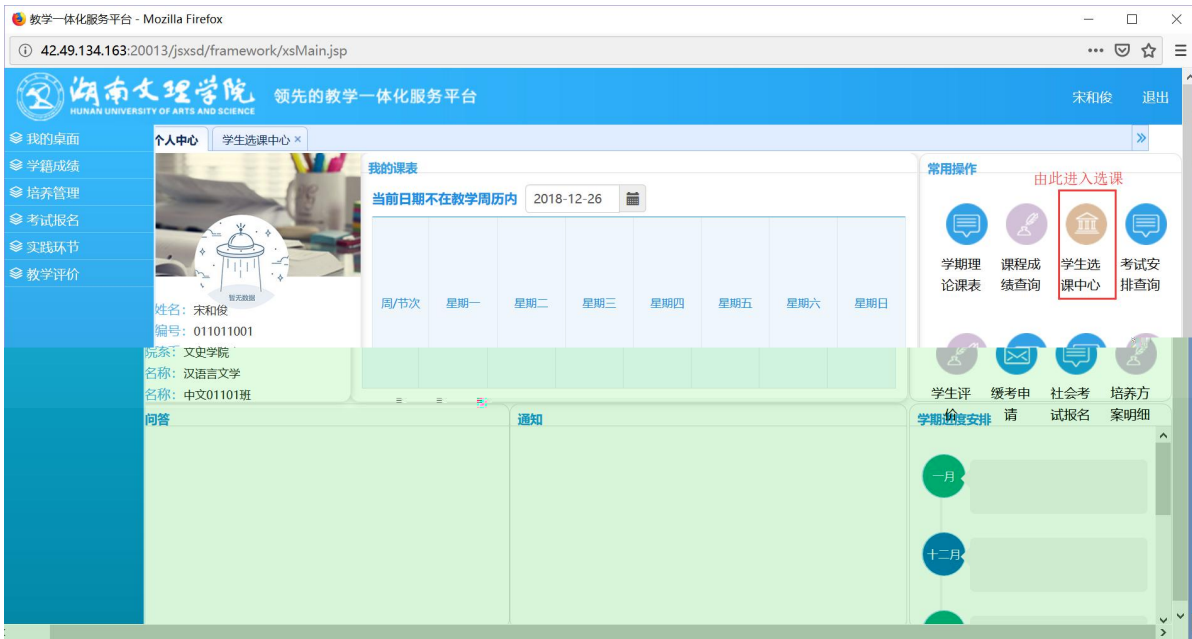 教学一体化服务平台 - Mozilla Firefox
42.49.134.163:20013/jsxsd/framework/xsMain.jsp
湖南文理学院
HUNAN UNIVERSITY OF ARTS AND SCIENCE
领先的教学一体化服务平台
宋和俊 退出
我的桌面
学籍成绩
培养管理
考试报名
实践环节
教学评价
个人中心 学生选课中心 ×
暂无数据
姓名：宋和俊
编号：011011001
院系：文史学院
名称：汉语言文学
名称：中文01101班
我的课表
当前日期不在教学周历内 2018-12-26
周/节次 星期一 星期二 星期三 星期四 星期五 星期六 星期日
常用操作
由此进入选课
学期理论课表
课程成绩查询
学生选课中心
考试安排查询
学生评价
缓考申请
社会考试报名
培养方案明细
问答
通知
学期进度安排
一月
十二月